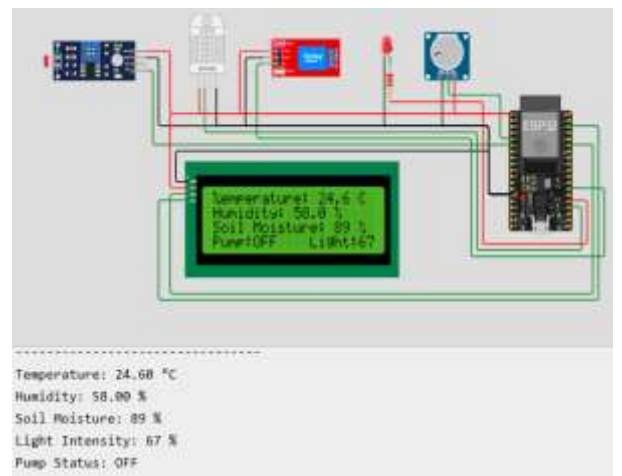 ESP32
Temperature: 24.6 C
Humidity: 58.0 %
Soil Moisture: 89 %
Pump:OFF Light:67
--------------------------------
Temperature: 24.60 °C
Humidity: 58.00 %
Soil Moisture: 89 %
Light Intensity: 67 %
Pump Status: OFF